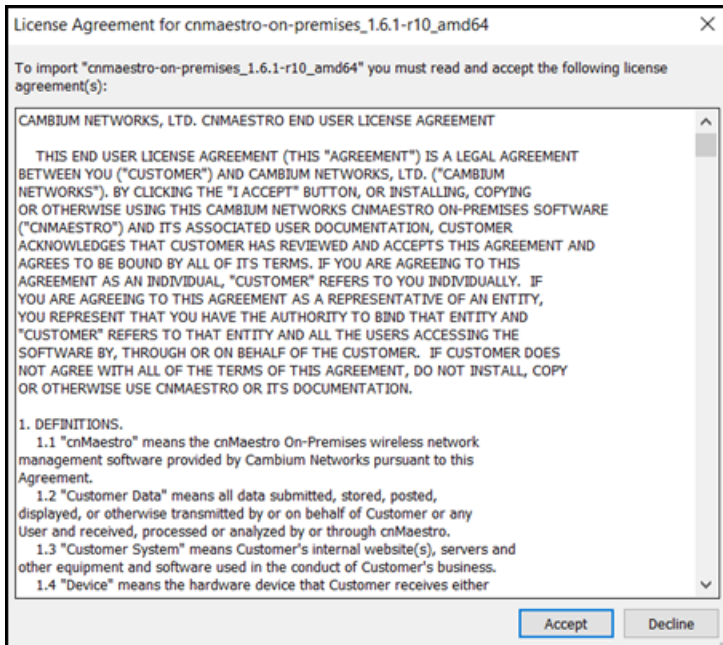 License Agreement for cnmaestro-on-premises_1.6.1-r10_amd64
To import "cnmaestro-on-premises_1.6.1-r10_amd64" you must read and accept the following license
agreement(s):
CAMBIUM NETWORKS, LTD. CNMAESTRO END USER LICENSE AGREEMENT
THIS END USER LICENSE AGREEMENT (THIS "AGREEMENT") IS A LEGAL AGREEMENT
BETWEEN YOU ("CUSTOMER") AND CAMBIUM NETWORKS, LTD. ("CAMBIUM
NETWORKS"). BY CLICKING THE "I ACCEPT" BUTTON, OR INSTALLING, COPYING
OR OTHERWISE USING THIS CAMBIUM NETWORKS CNMAESTRO ON-PREMISES SOFTWARE
("CNMAESTRO") AND ITS ASSOCIATED USER DOCUMENTATION, CUSTOMER
ACKNOWLEDGES THAT CUSTOMER HAS REVIEWED AND ACCEPTS THIS AGREEMENT AND
AGREES TO BE BOUND BY ALL OF ITS TERMS. IF YOU ARE AGREEING TO THIS
AGREEMENT AS AN INDIVIDUAL, "CUSTOMER" REFERS TO YOU INDIVIDUALLY. IF
YOU ARE AGREEING TO THIS AGREEMENT AS A REPRESENTATIVE OF AN ENTITY,
YOU REPRESENT THAT YOU HAVE THE AUTHORITY TO BIND THAT ENTITY AND
"CUSTOMER" REFERS TO THAT ENTITY AND ALL THE USERS ACCESSING THE
SOFTWARE BY, THROUGH OR ON BEHALF OF THE CUSTOMER. IF CUSTOMER DOES
NOT AGREE WITH ALL OF THE TERMS OF THIS AGREEMENT, DO NOT INSTALL, COPY
OR OTHERWISE USE CNMAESTRO OR ITS DOCUMENTATION.
1. DEFINITIONS.
1.1 "cnMaestro" means the cnMaestro On-Premises wireless network
management software provided by Cambium Networks pursuant to this
Agreement.
1.2 "Customer Data" means all data submitted, stored, posted,
displayed, or otherwise transmitted by or on behalf of Customer or any
User and received, processed or analyzed by or through cnMaestro.
1.3 "Customer System" means Customer's internal website(s), servers and
other equipment and software used in the conduct of Customer's business.
1.4 "Device" means the hardware device that Customer receives either
Accept Decline